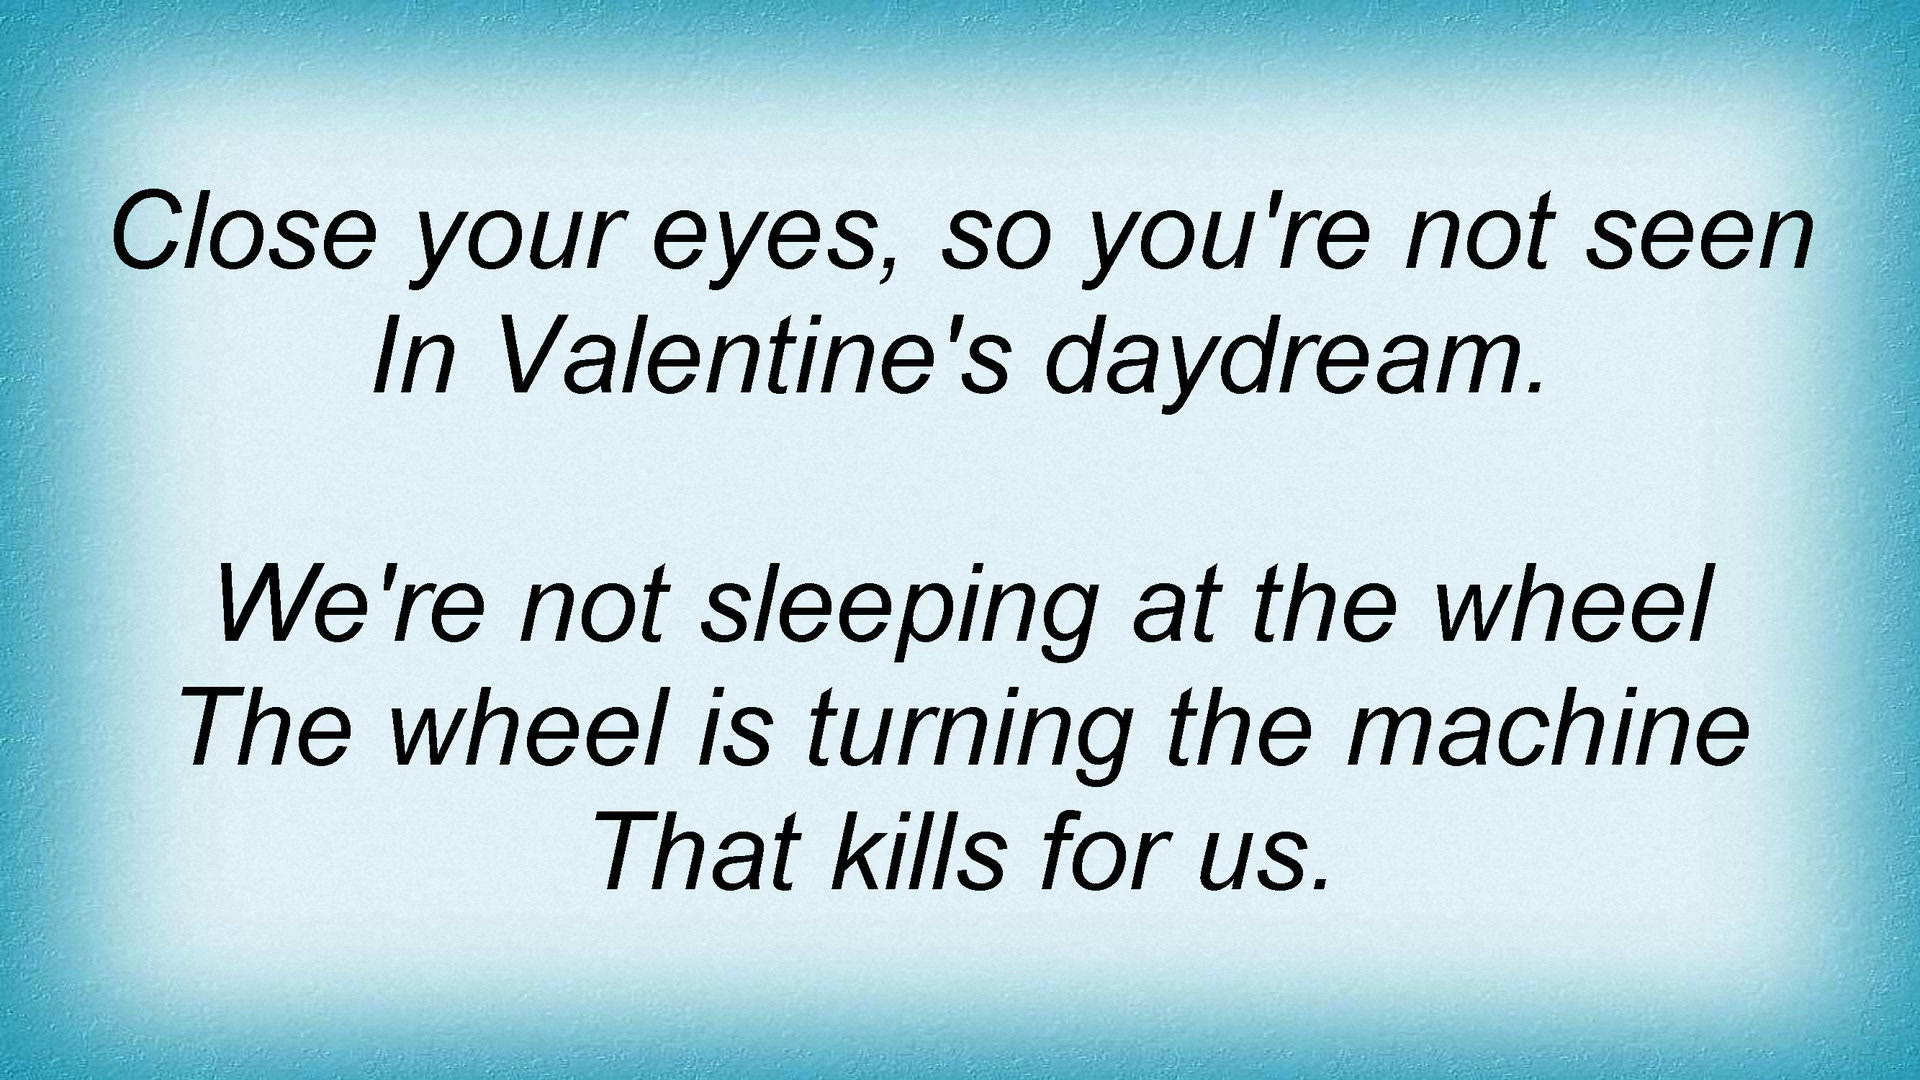 Close your eyes, so you're not seen
In Valentine's daydream.
We're not sleeping at the wheel
The wheel is turning the machine
That kills for us.